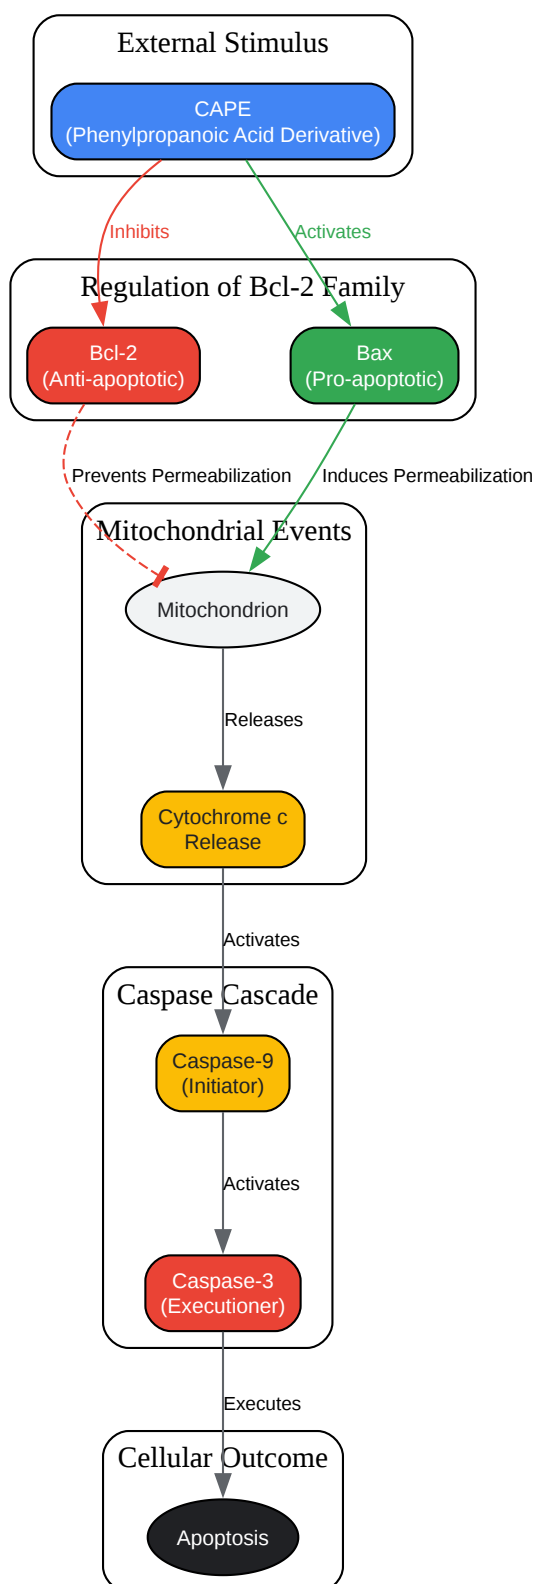 External Stimulus
CAPE
(Phenylpropanoic Acid Derivative)
Inhibits
Activates
Regulation of Bcl-2 Family
Bcl-2
(Anti-apoptotic)
Bax
(Pro-apoptotic)
Prevents Permeabilization
Induces Permeabilization
Mitochondrial Events
Mitochondrion
Releases
Cytochrome c
Release
Activates
Caspase Cascade
Caspase-9
(Initiator)
Activates
Caspase-3
(Executioner)
Executes
Cellular Outcome
Apoptosis